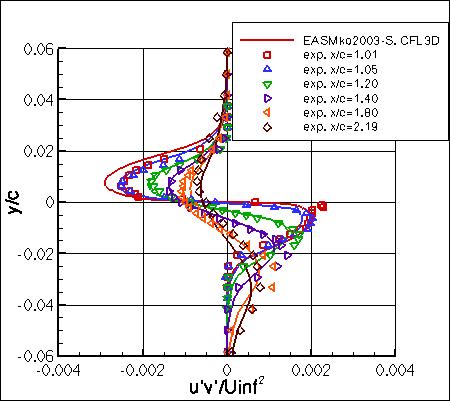 EASMko2003-S, CFL3D
exp. x/c=1.01
exp. x/c=1.05
exp. x/c=1.20
exp. x/c=1.40
exp. x/c=1.80
exp. x/c=2.19
0.06
0.04
0.02
0
-0.02
-0.04
-0.06
y/c
-0.004
-0.002
0
0.002
0.004
u'v'/Uinf²